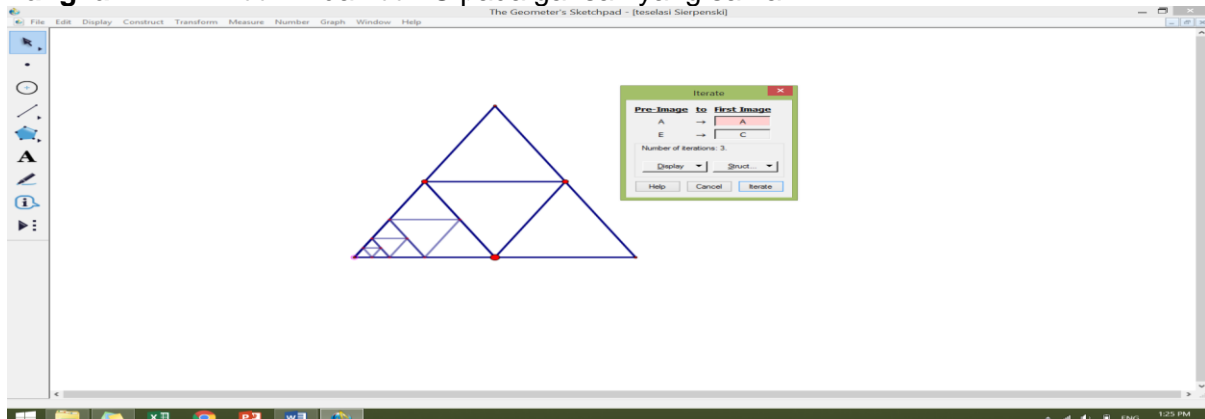 The Geometer's Sketchpad - [teselasi Sierpenski]
File Edit Display Construct Transform Measure Number Graph Window Help
A
Iterate
Pre-Image to First Image
A → A
E → C
Number of iterations: 3.
Display Struct...
Help Cancel Iterate
ENG 1:25 PM